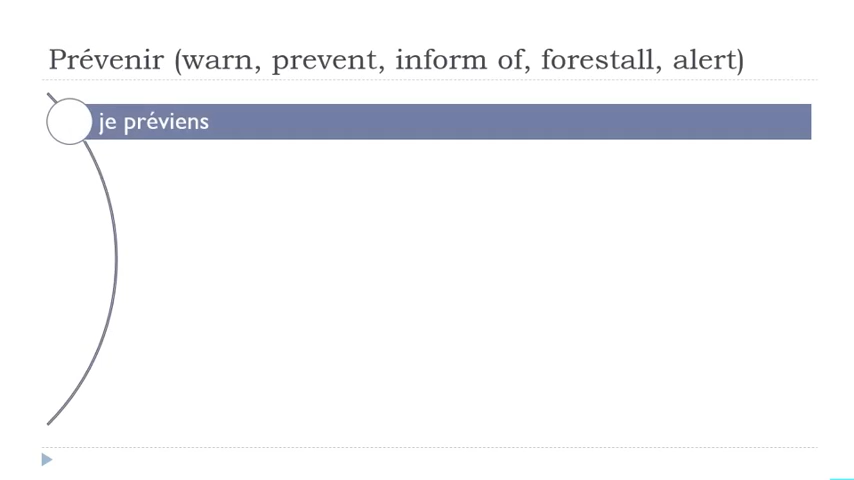 Prévenir (warn, prevent, inform of, forestall, alert)
je préviens